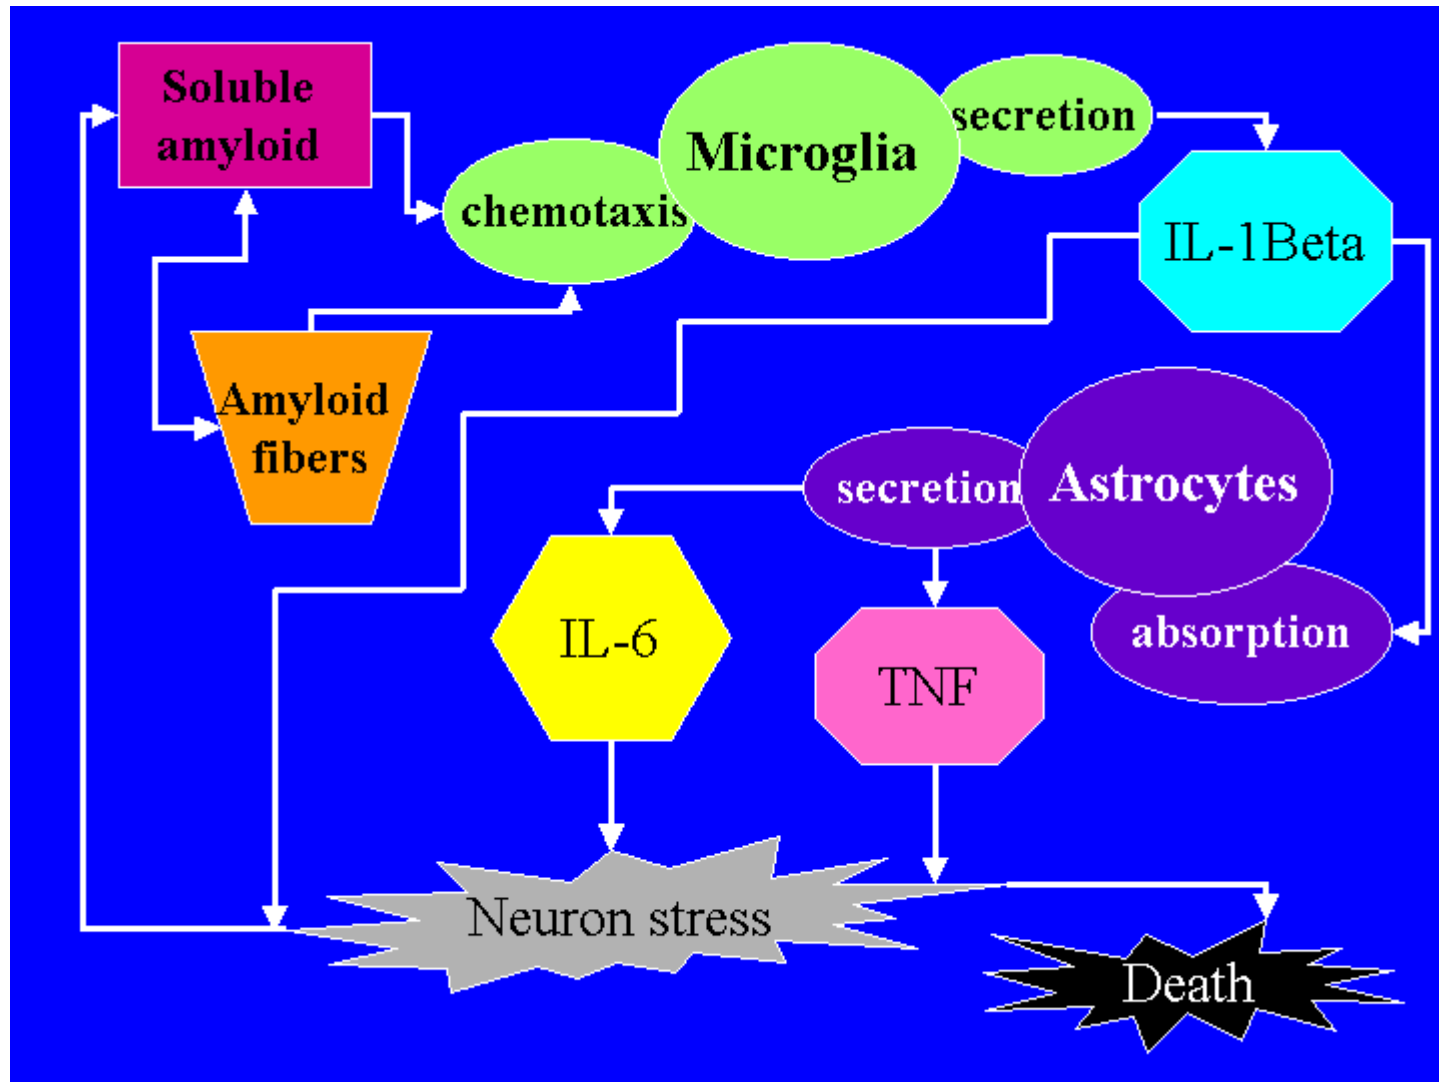 Soluble
amyloid
chemotaxis
Microglia
secretion
IL-1Beta
Amyloid
fibers
secretion
Astrocytes
absorption
IL-6
TNF
Neuron stress
Death